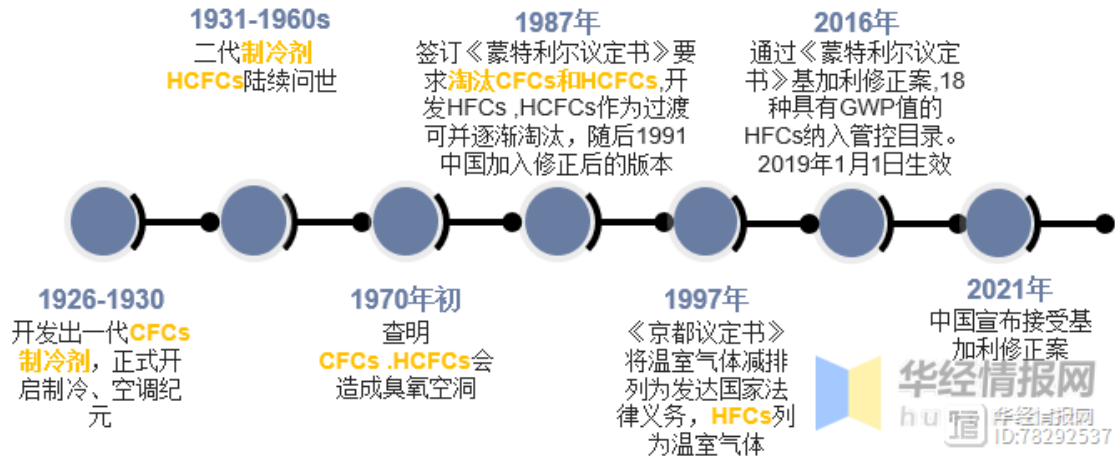 1931-1960s
二代制冷剂
HCFCs陆续问世
1987年
签订《蒙特利尔议定书》要
求淘汰CFCs和HCFCs,开
发HFCs ,HCFCs作为过渡
可并逐渐淘汰，随后1991
中国加入修正后的版本
2016年
通过《蒙特利尔议定
书》基加利修正案,18
种具有GWP值的
HFCs纳入管控目录。
2019年1月1日生效
1926-1930
开发出一代CFCs
制冷剂，正式开
启制冷、空调纪
元
1970年初
查明
CFCs .HCFCs会
造成臭氧空洞
1997年
《京都议定书》
将温室气体减排
列为发达国家法
律义务，HFCs列
为温室气体
2021年
中国宣布接受基
加利修正案
华经情报网
华经情报网
ID:78292537